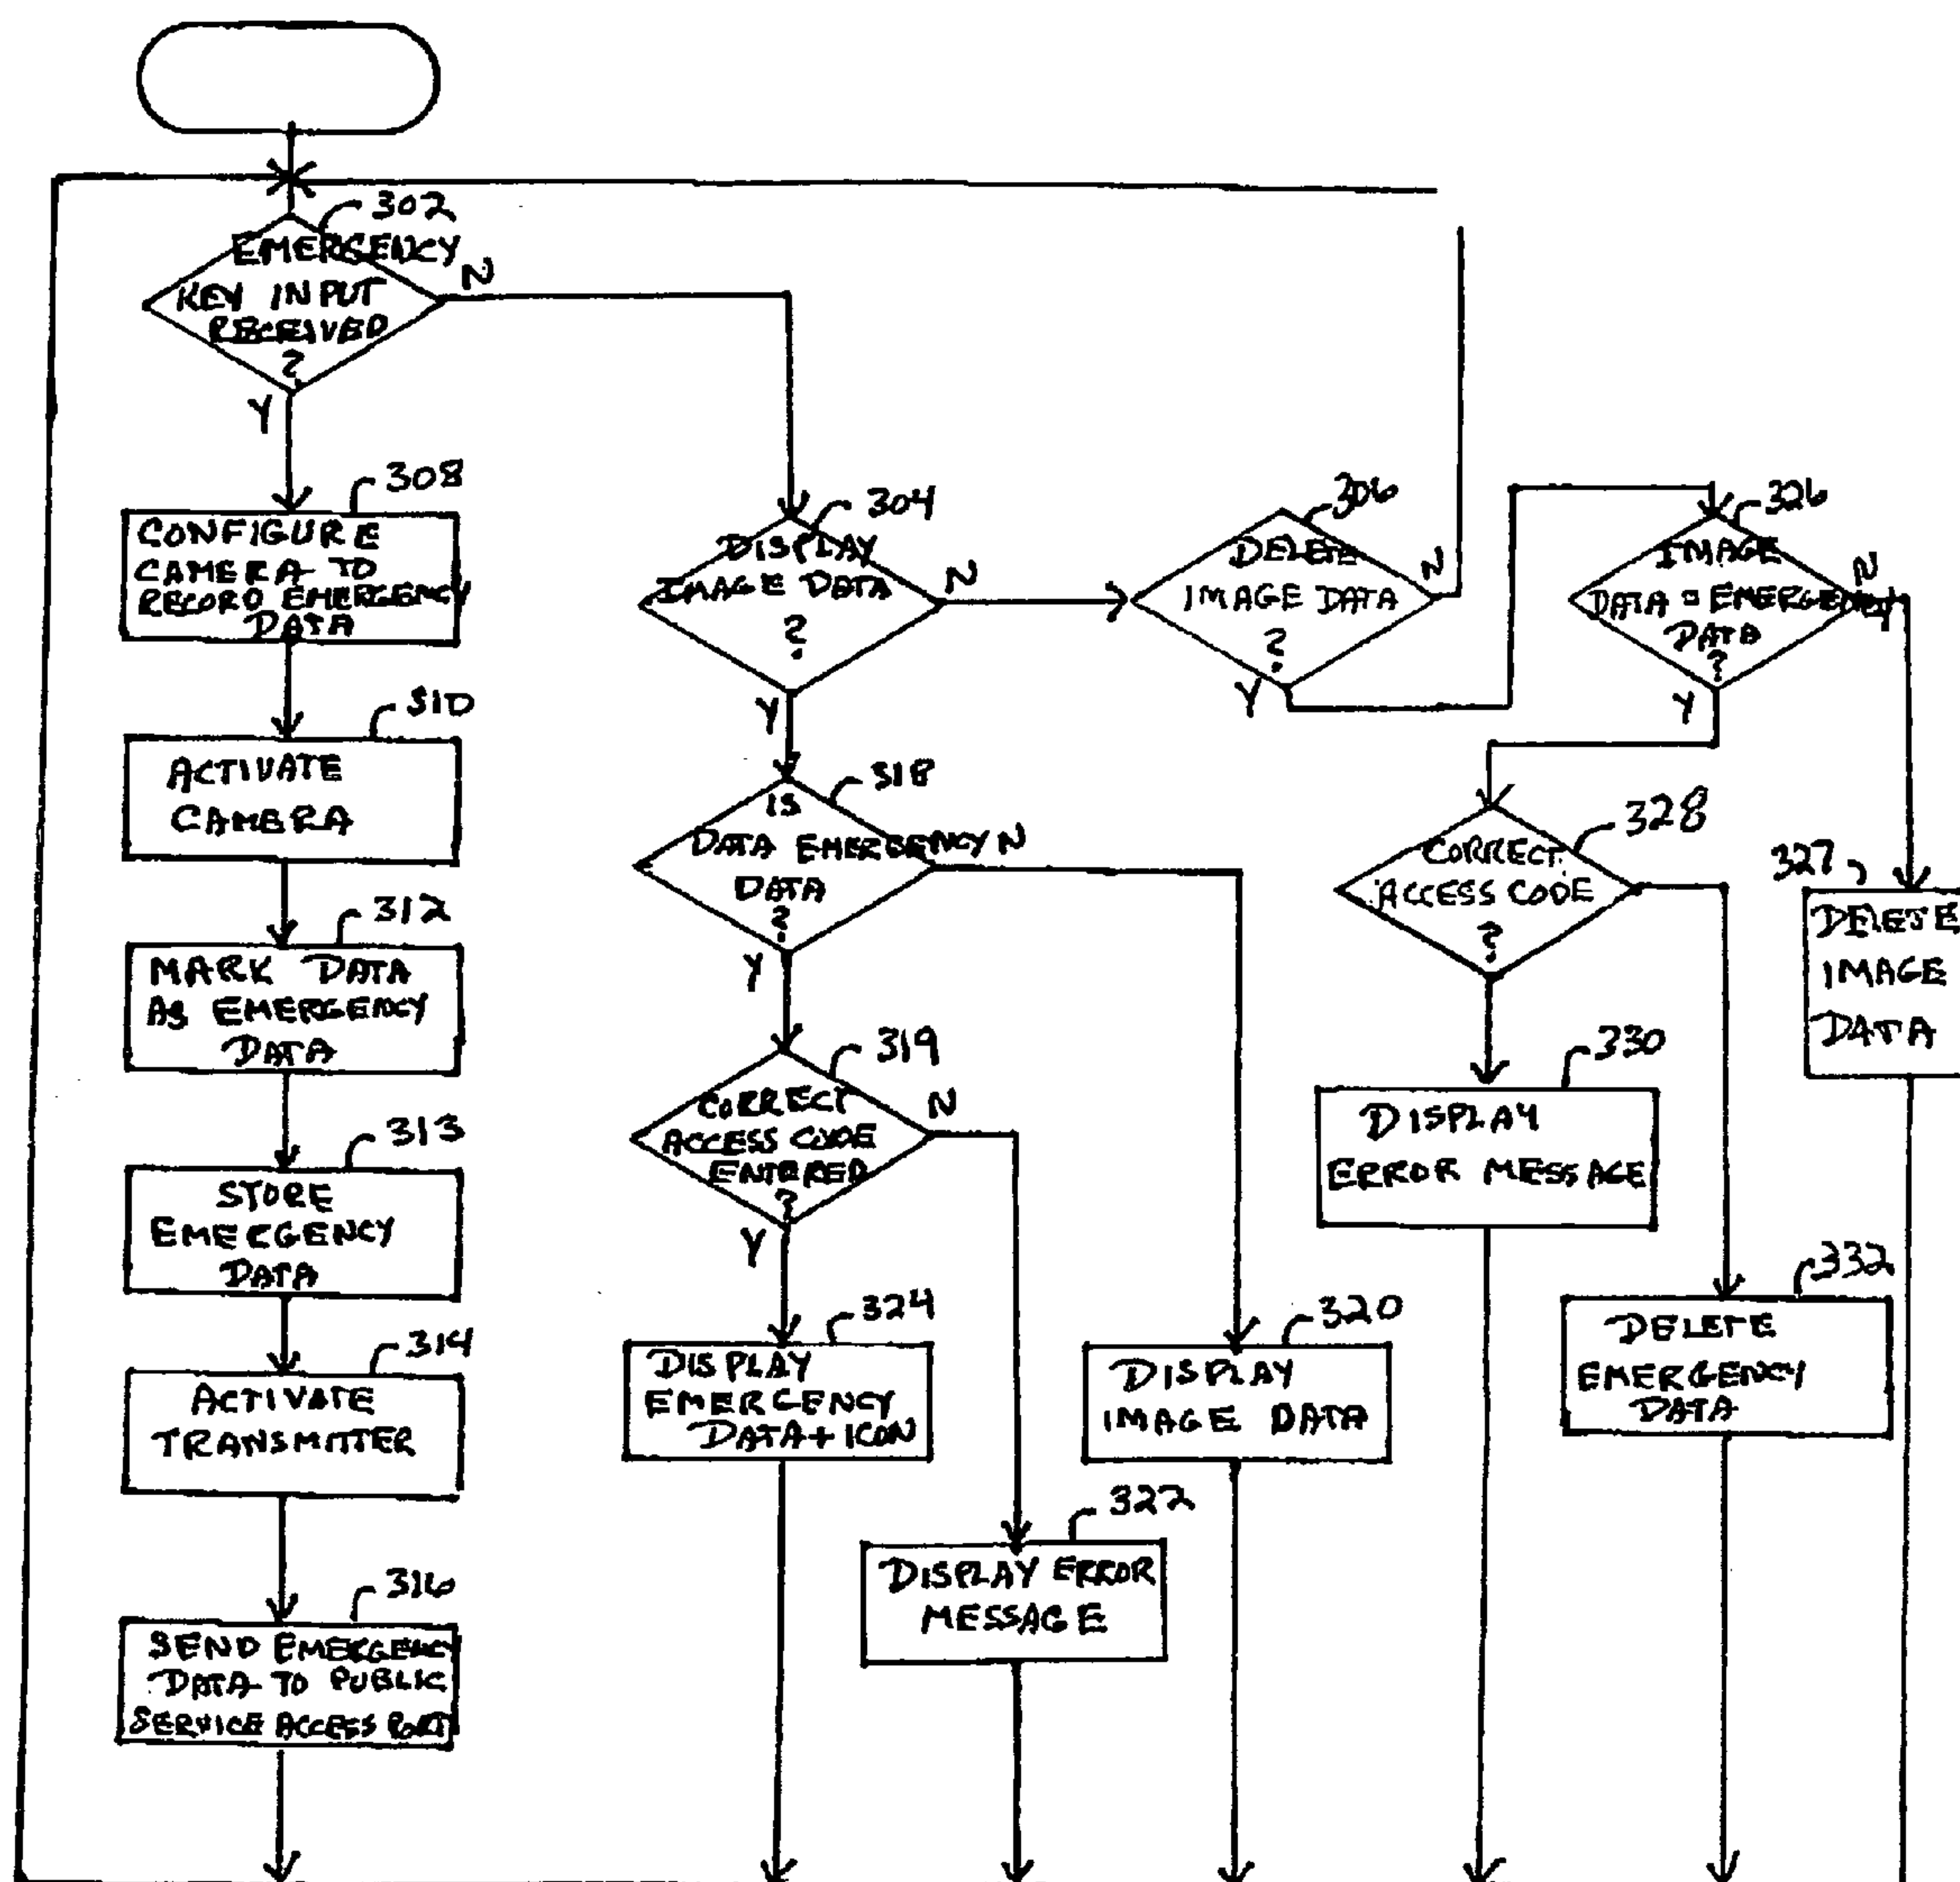 302
EMERGENCY
KEY INPUT
RECEIVED
?
N
Y
308
CONFIGURE
CAMERA TO
RECORD EMERGENCY
DATA
310
ACTIVATE
CAMERA
312
MARK DATA
AS EMERGENCY
DATA
313
STORE
EMERGENCY
DATA
314
ACTIVATE
TRANSMITTER
316
SEND EMERGENCY
DATA TO PUBLIC
SERVICE ACCESS PORT
304
DISPLAY
IMAGE DATA
?
N
Y
318
IS
DATA EMERGENCY
DATA
?
N
Y
319
CORRECT
ACCESS CODE
ENTERED
?
N
Y
324
DISPLAY
EMERGENCY
DATA + ICON
322
DISPLAY ERROR
MESSAGE
320
DISPLAY
IMAGE DATA
306
DELETE
IMAGE DATA
?
N
Y
326
IMAGE
DATA = EMERGENCY
DATA
?
N
Y
328
CORRECT
ACCESS CODE
?
330
DISPLAY
ERROR MESSAGE
332
DELETE
EMERGENCY
DATA
327
DELETE
IMAGE
DATA